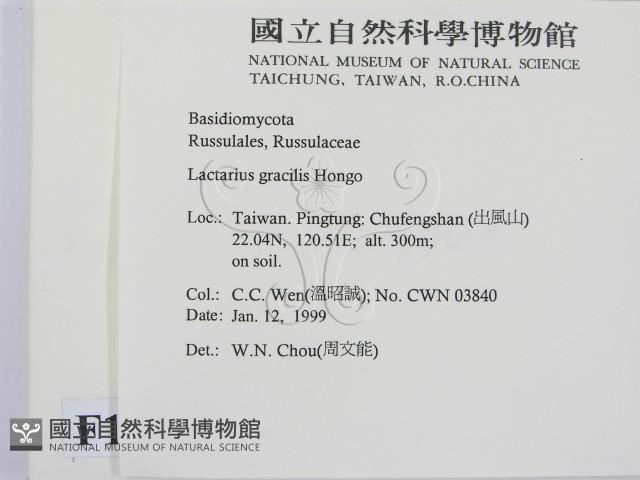 國立自然科學博物館
NATIONAL MUSEUM OF NATURAL SCIENCE
TAICHUNG, TAIWAN, R.O.CHINA
Basidiomycota
Russulales, Russulaceae
Lactarius gracilis Hongo
Loc.: Taiwan. Pingtung: Chufengshan (出風山)
22.04N, 120.51E; alt. 300m;
on soil.
Col.: C.C. Wen(溫昭誠); No. CWN 03840
Date: Jan. 12, 1999
Det.: W.N. Chou(周文能)
F1
國立自然科學博物館
NATIONAL MUSEUM OF NATURAL SCIENCE